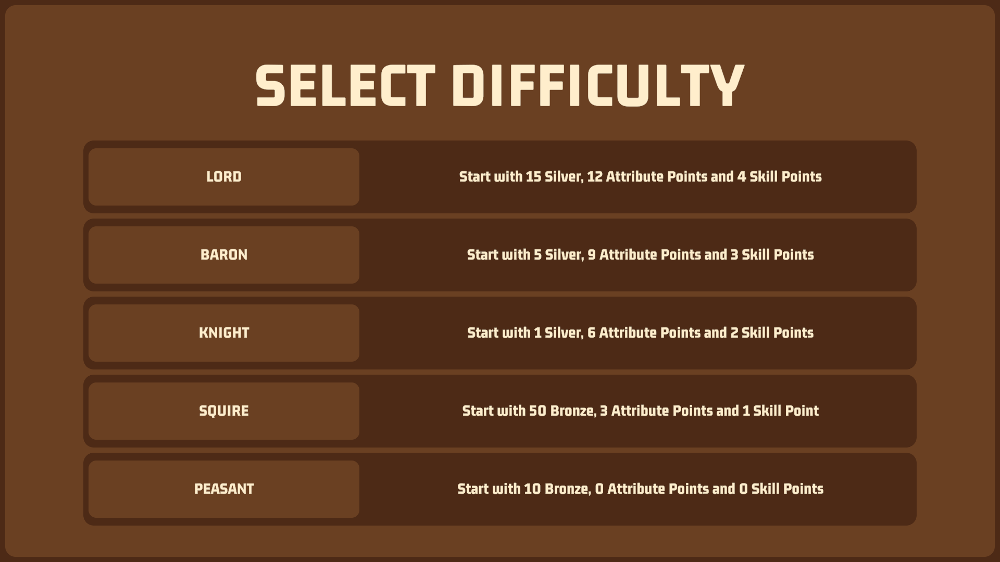 SELECT DIFFICULTY
LORD
Start with 15 Silver, 12 Attribute Points and 4 Skill Points
BARON
Start with 5 Silver, 9 Attribute Points and 3 Skill Points
KNIGHT
Start with 1 Silver, 6 Attribute Points and 2 Skill Points
SQUIRE
Start with 50 Bronze, 3 Attribute Points and 1 Skill Point
PEASANT
Start with 10 Bronze, 0 Attribute Points and 0 Skill Points